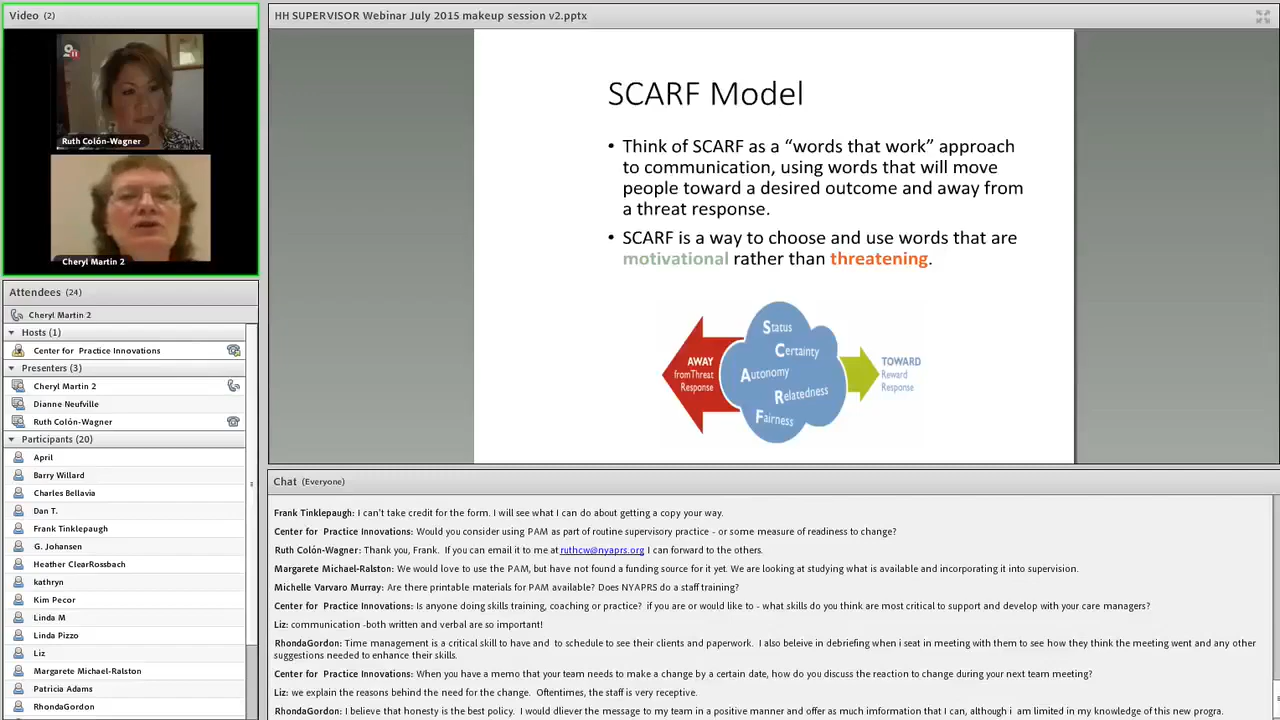 Video (2)
Ruth Colón-Wagner
Cheryl Martin 2
Attendees (24)
Cheryl Martin 2
Hosts (1)
Center for Practice Innovations
Presenters (3)
Cheryl Martin 2
Dianne Neufville
Ruth Colón-Wagner
Participants (20)
April
Barry Willard
Charles Bellavia
Dan T.
Frank Tinklepaugh
G. Johansen
Heather ClearRossbach
kathryn
Kim Pecor
Linda M
Linda Pizzo
Liz
Margarete Michael-Ralston
Patricia Adams
RhondaGordon
HH SUPERVISOR Webinar July 2015 makeup session v2.pptx
SCARF Model
• Think of SCARF as a “words that work” approach
to communication, using words that will move
people toward a desired outcome and away from
a threat response.
• SCARF is a way to choose and use words that are
motivational rather than threatening.
AWAY
from Threat
Response
Status
Certainty
Autonomy
Relatedness
Fairness
TOWARD
Reward
Response
Chat (Everyone)
Frank Tinklepaugh: I can't take credit for the form. I will see what I can do about getting a copy your way.
Center for Practice Innovations: Would you consider using PAM as part of routine supervisory practice - or some measure of readiness to change?
Ruth Colón-Wagner: Thank you, Frank. If you can email it to me at ruthcw@nyaprs.org I can forward to the others.
Margarete Michael-Ralston: We would love to use the PAM, but have not found a funding source for it yet. We are looking at studying what is available and incorporating it into supervision.
Michelle Varvaro Murray: Are there printable materials for PAM available? Does NYAPRS do a staff training?
Center for Practice Innovations: Is anyone doing skills training, coaching or practice? if you are or would like to - what skills do you think are most critical to support and develop with your care managers?
Liz: communication -both written and verbal are so important!
RhondaGordon: Time management is a critical skill to have and to schedule to see their clients and paperwork. I also beleive in debriefing when i seat in meeting with them to see how they think the meeting went and any other
suggestions needed to enhance their skills.
Center for Practice Innovations: When you have a memo that your team needs to make a change by a certain date, how do you discuss the reaction to change during your next team meeting?
Liz: we explain the reasons behind the need for the change. Oftentimes, the staff is very receptive.
RhondaGordon: I believe that honesty is the best policy. I would dliever the message to my team in a positive manner and offer as much imformation that I can, although i am limited in my knowledge of this new progra.